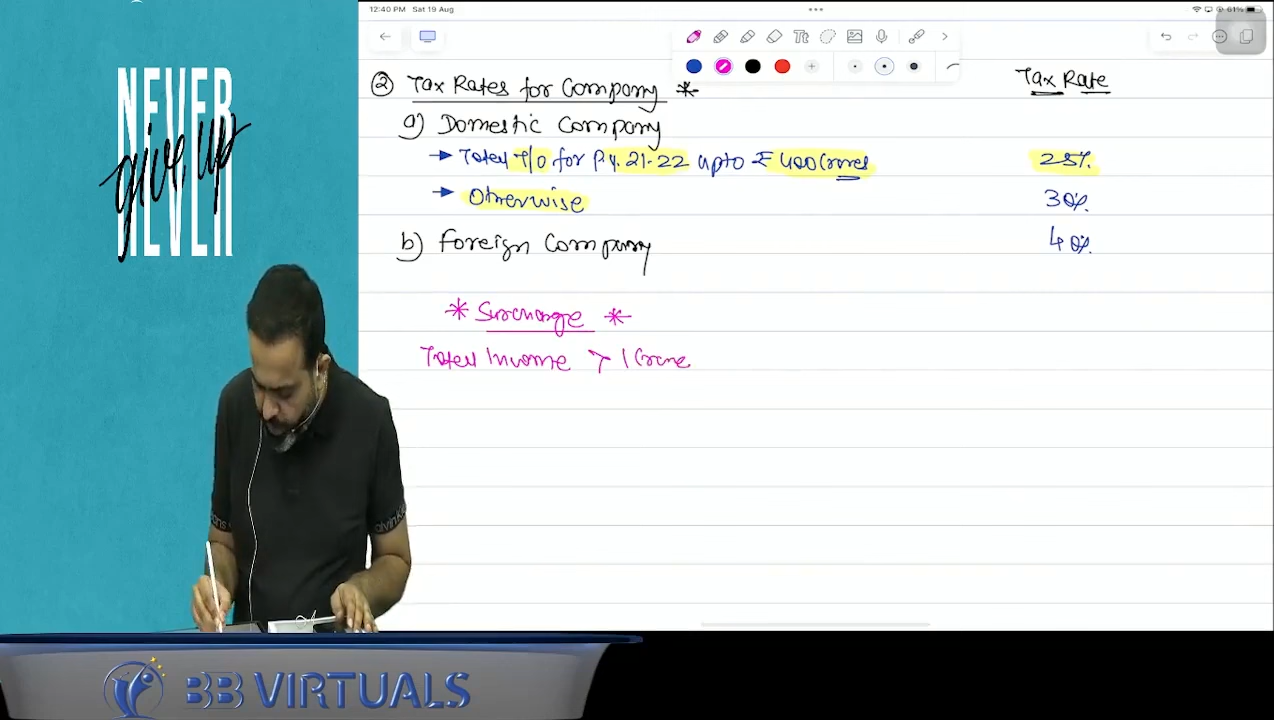 12:40 PM Sat 19 Aug
61%
NEVER
give up
NEVER
② Tax Rates for Company *
Tax Rate
a) Domestic Company
→ Total T/O for P.Y. 21-22 upto ₹ 400 Crores 25%
→ Otherwise 30%
b) Foreign Company 40%
* Surcharge *
Total Income > 1 Crore
BB VIRTUALS